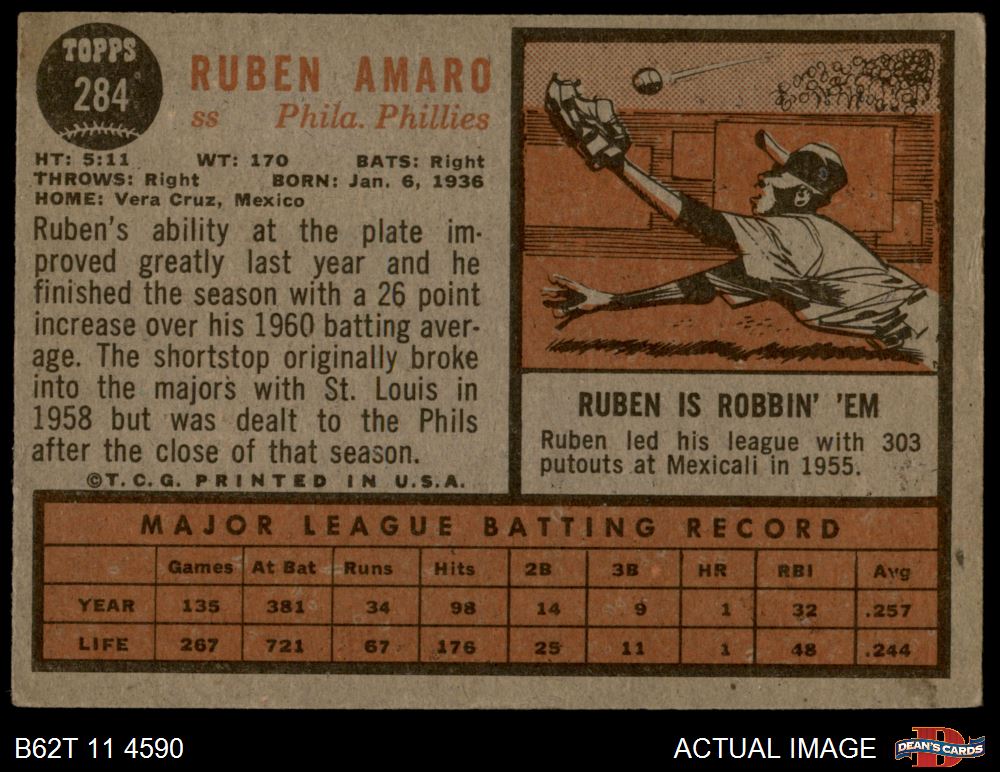 TOPPS
284
RUBEN AMARO
ss Phila. Phillies
HT: 5:11 WT: 170 BATS: Right
THROWS: Right BORN: Jan. 6, 1936
HOME: Vera Cruz, Mexico
Ruben's ability at the plate im-
proved greatly last year and he
finished the season with a 26 point
increase over his 1960 batting aver-
age. The shortstop originally broke
into the majors with St. Louis in
1958 but was dealt to the Phils
after the close of that season.
©T.C.G. PRINTED IN U.S.A.
RUBEN IS ROBBIN' 'EM
Ruben led his league with 303
putouts at Mexicali in 1955.
MAJOR LEAGUE BATTING RECORD
Games At Bat Runs Hits 2B 3B HR RBI Avg
YEAR 135 381 34 98 14 9 1 32 .257
LIFE 267 721 67 176 25 11 1 48 .244
B62T 11 4590 ACTUAL IMAGE
D
DEAN'S CARDS